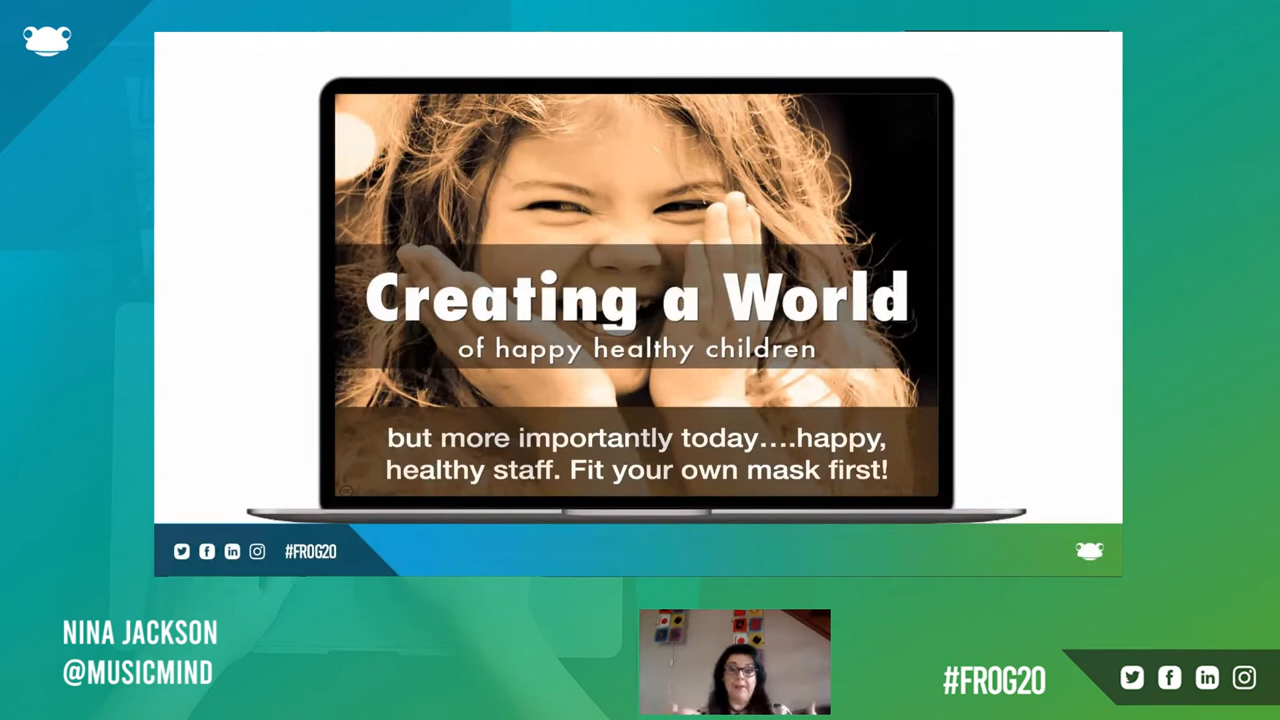 Creating a World
of happy healthy children
but more importantly today....happy,
healthy staff. Fit your own mask first!
#FROG20
NINA JACKSON
@MUSICMIND
#FROG20